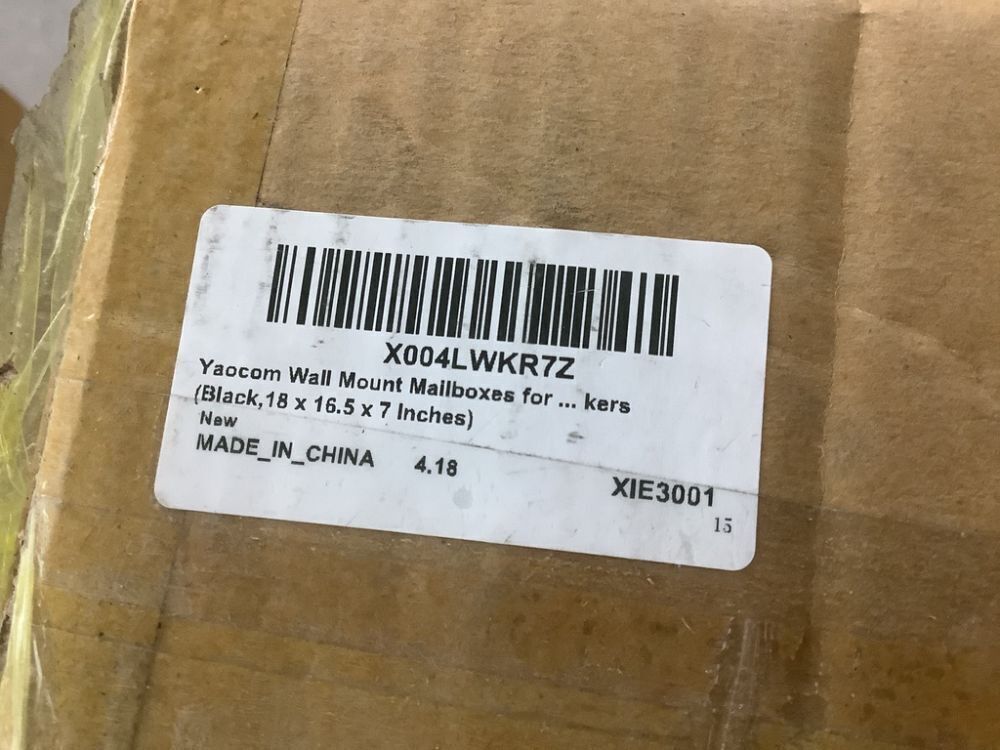 X004LWKR7Z
Yaocom Wall Mount Mailboxes for ... kers
(Black,18 x 16.5 x 7 Inches)
New
MADE_IN_CHINA 4.18
XIE3001
15